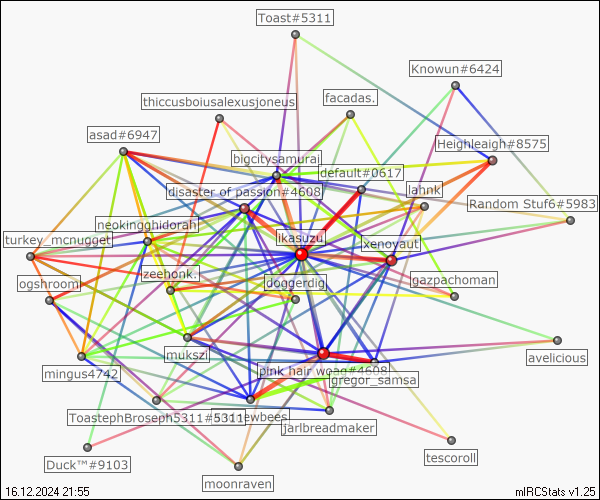 Toast#5311
Knowun#6424
thiccusboiusalexusjoneus
facadas.
asad#6947
Heighleaigh#8575
bigcitysamurai
default#0617
disaster of passion#4608
lahnk
Random Stuf6#5983
neokingghidorah
ikasuzu
turkey_mcnugget
xenoyaut
zeehonk.
doggerdig
gazpachoman
ogshroom
mukszi
avelicious
mingus4742
pink hair woag#4608
gregor_samsa
ToastephBroseph5311#5311
newbees
jarlbreadmaker
tescoroll
Duck™#9103
moonraven
16.12.2024 21:55
mIRCStats v1.25